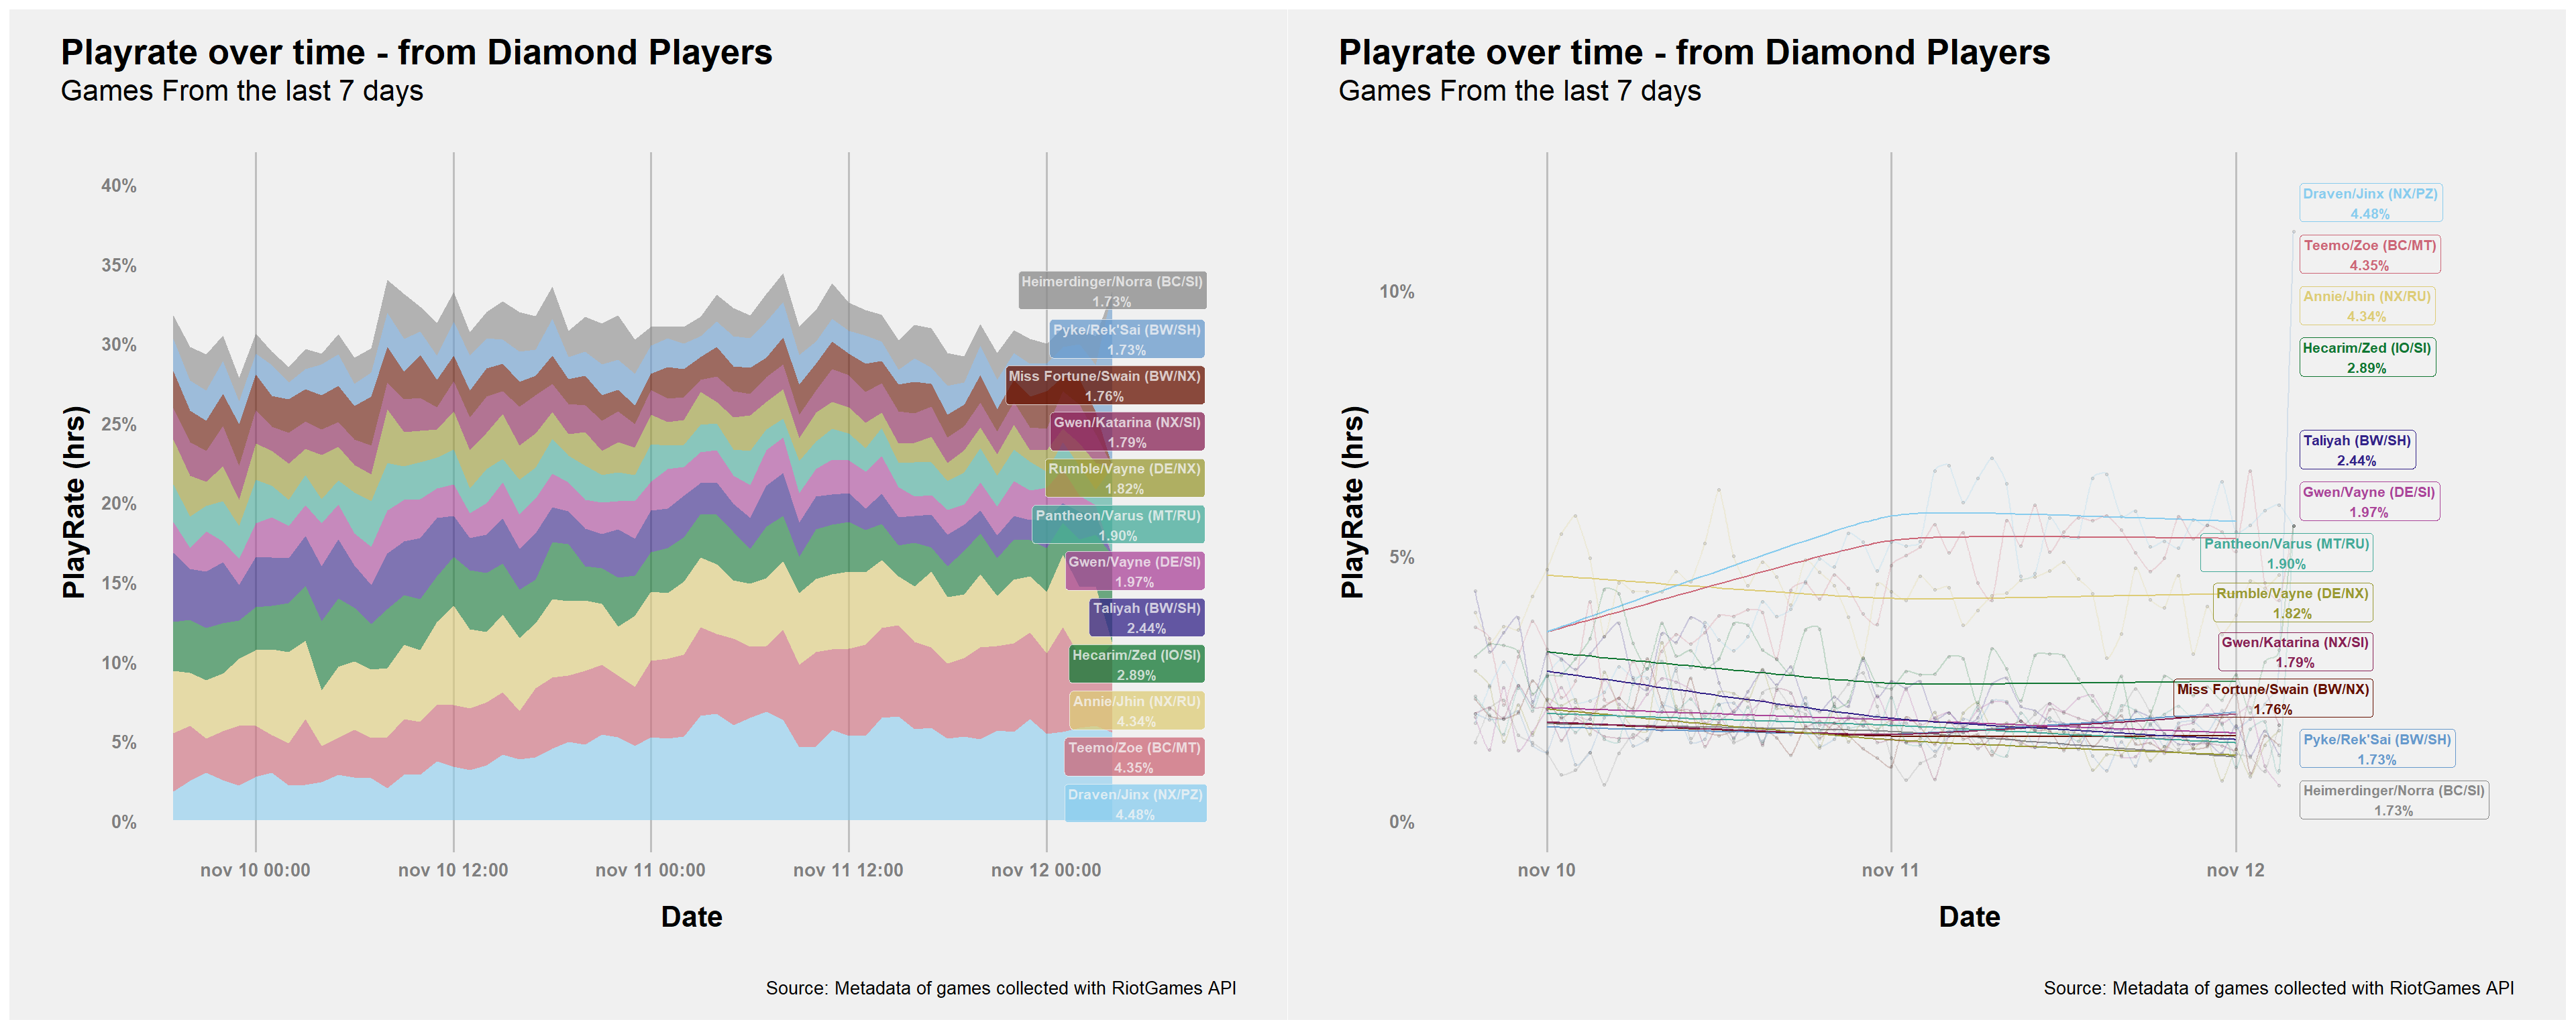 Playrate over time - from Diamond Players
Games From the last 7 days
PlayRate (hrs)
40%
35%
30%
25%
20%
15%
10%
5%
0%
Heimerdinger/Norra (BC/SI)
1.73%
Pyke/Rek'Sai (BW/SH)
1.73%
Miss Fortune/Swain (BW/NX)
1.76%
Gwen/Katarina (NX/SI)
1.79%
Rumble/Vayne (DE/NX)
1.82%
Pantheon/Varus (MT/RU)
1.90%
Gwen/Vayne (DE/SI)
1.97%
Taliyah (BW/SH)
2.44%
Hecarim/Zed (IO/SI)
2.89%
Annie/Jhin (NX/RU)
4.34%
Teemo/Zoe (BC/MT)
4.35%
Draven/Jinx (NX/PZ)
4.48%
nov 10 00:00
nov 10 12:00
nov 11 00:00
nov 11 12:00
nov 12 00:00
Date
Source: Metadata of games collected with RiotGames API
Playrate over time - from Diamond Players
Games From the last 7 days
PlayRate (hrs)
10%
5%
0%
Draven/Jinx (NX/PZ)
4.48%
Teemo/Zoe (BC/MT)
4.35%
Annie/Jhin (NX/RU)
4.34%
Hecarim/Zed (IO/SI)
2.89%
Taliyah (BW/SH)
2.44%
Gwen/Vayne (DE/SI)
1.97%
Pantheon/Varus (MT/RU)
1.90%
Rumble/Vayne (DE/NX)
1.82%
Gwen/Katarina (NX/SI)
1.79%
Miss Fortune/Swain (BW/NX)
1.76%
Pyke/Rek'Sai (BW/SH)
1.73%
Heimerdinger/Norra (BC/SI)
1.73%
nov 10
nov 11
nov 12
Date
Source: Metadata of games collected with RiotGames API